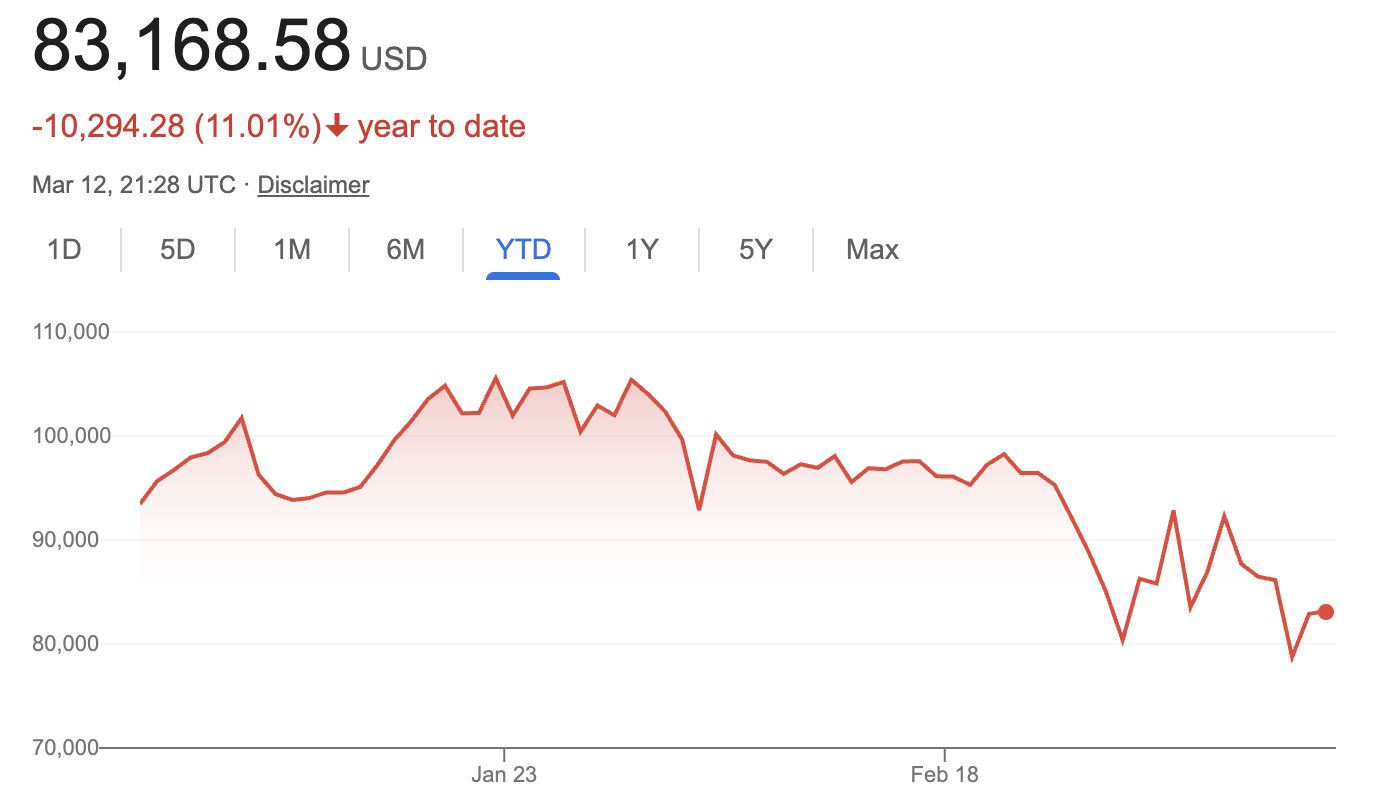 83,168.58 USD
-10,294.28 (11.01%)↓ year to date
Mar 12, 21:28 UTC · Disclaimer
1D 5D 1M 6M YTD 1Y 5Y Max
110,000
100,000
90,000
80,000
70,000
Jan 23 Feb 18